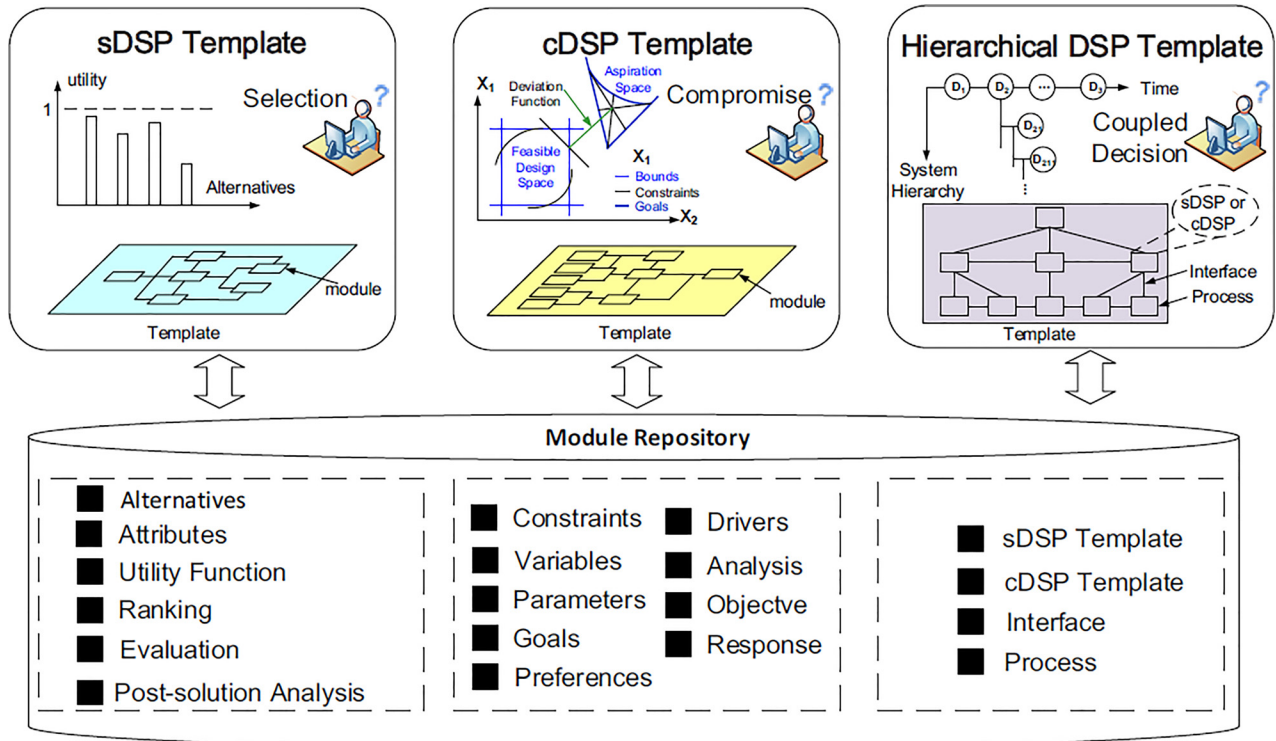 sDSP Template
utility
1
Selection
?
Alternatives
module
Template
cDSP Template
X1
Deviation
Function
Aspiration
Space
Compromise
?
Feasible
Design
Space
X1
Bounds
Constraints
Goals
X2
module
Template
Hierarchical DSP Template
D1
D2
...
D3
Time
?
D21
Coupled
Decision
D211
System
Hierarchy
...
sDSP or
cDSP
Interface
Process
Template
Module Repository
Alternatives
Attributes
Utility Function
Ranking
Evaluation
Post-solution Analysis
Constraints
Variables
Parameters
Goals
Preferences
Drivers
Analysis
Objectve
Response
sDSP Template
cDSP Template
Interface
Process